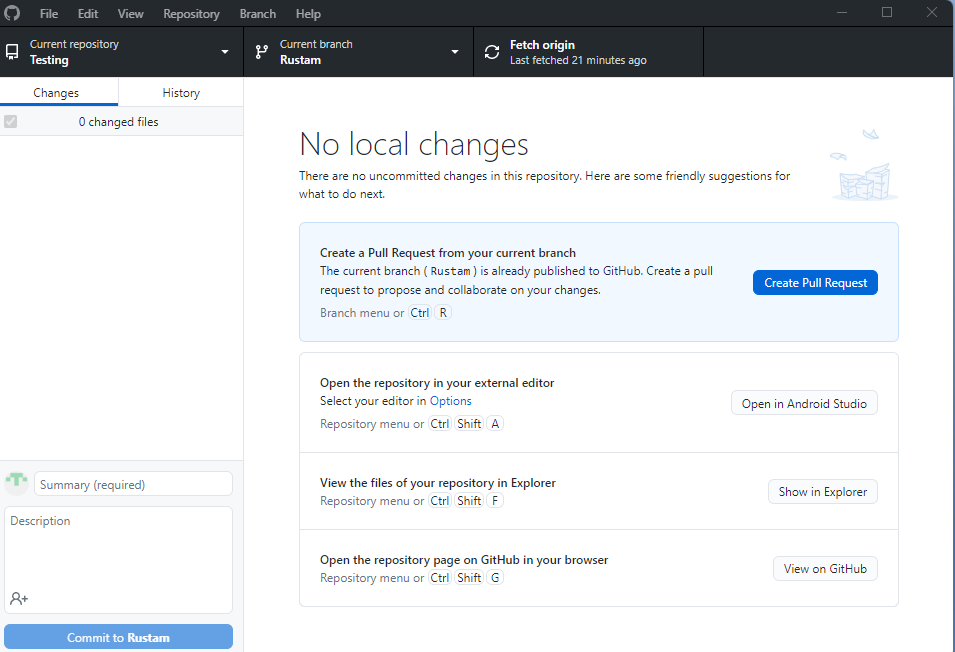 File Edit View Repository Branch Help
Current repository
Testing
Current branch
Rustam
Fetch origin
Last fetched 21 minutes ago
Changes
History
0 changed files
No local changes
There are no uncommitted changes in this repository. Here are some friendly suggestions for
what to do next.
Create a Pull Request from your current branch
The current branch ( Rustam ) is already published to GitHub. Create a pull
request to propose and collaborate on your changes.
Branch menu or Ctrl R
Create Pull Request
Open the repository in your external editor
Select your editor in Options
Repository menu or Ctrl Shift A
Open in Android Studio
View the files of your repository in Explorer
Repository menu or Ctrl Shift F
Show in Explorer
Open the repository page on GitHub in your browser
Repository menu or Ctrl Shift G
View on GitHub
Summary (required)
Description
Commit to Rustam